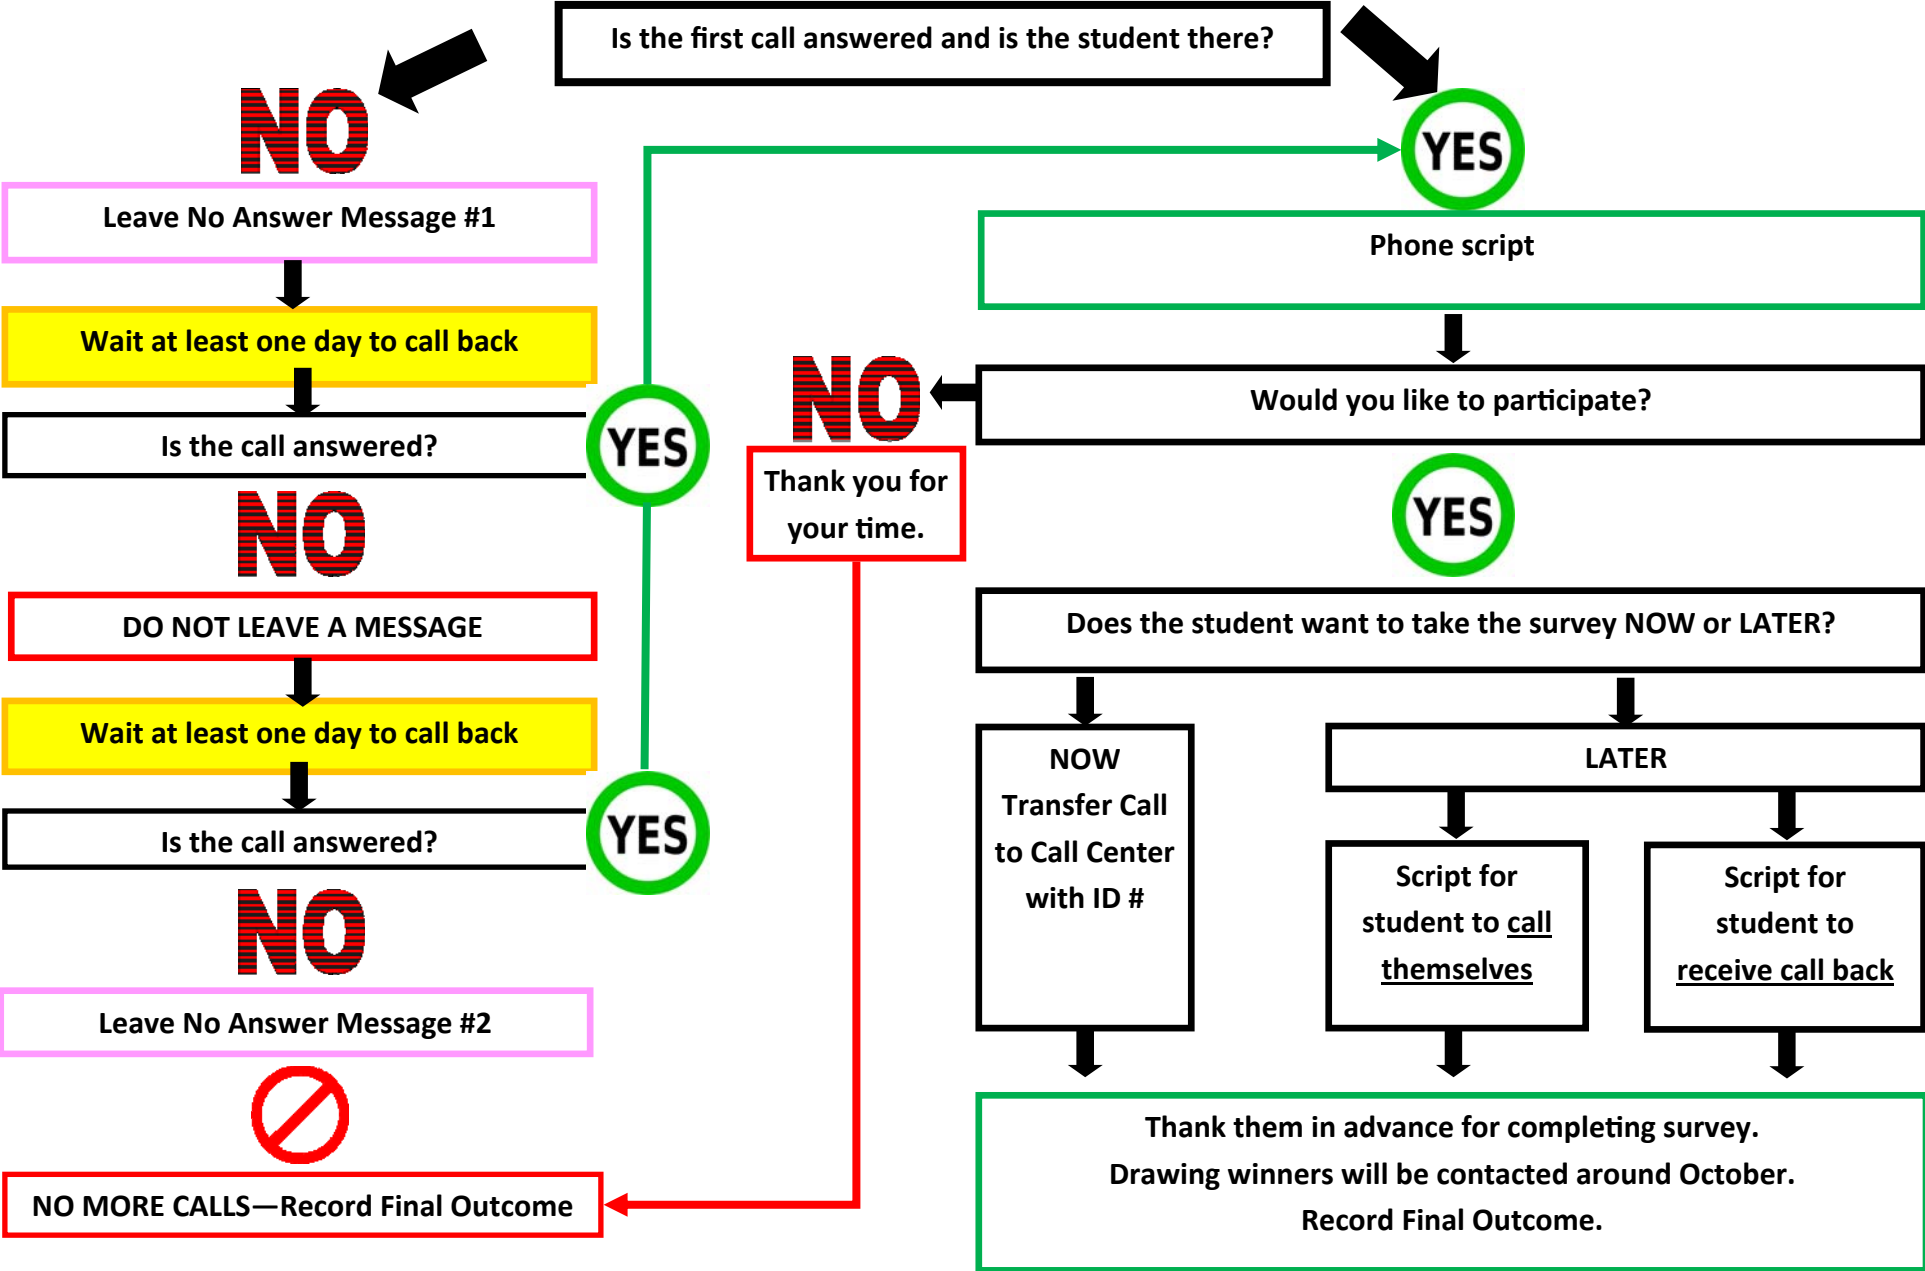 Is the first call answered and is the student there?
NO
YES
Leave No Answer Message #1
Phone script
Wait at least one day to call back
NO
Would you like to participate?
Is the call answered?
YES
Thank you for
your time.
YES
NO
DO NOT LEAVE A MESSAGE
Does the student want to take the survey NOW or LATER?
Wait at least one day to call back
NOW
Transfer Call
to Call Center
with ID #
LATER
Is the call answered?
YES
Script for
student to call
themselves
Script for
student to
receive call back
NO
Leave No Answer Message #2
NO MORE CALLS—Record Final Outcome
Thank them in advance for completing survey.
Drawing winners will be contacted around October.
Record Final Outcome.